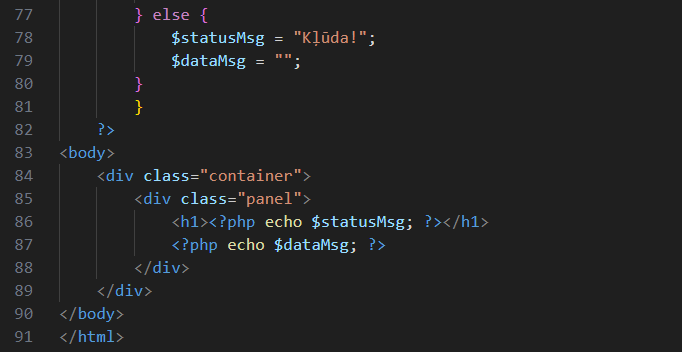 77 } else {
78 $statusMsg = "Kļūda!";
79 $dataMsg = "";
80 }
81 }
82 ?>
83 <body>
84 <div class="container">
85 <div class="panel">
86 <h1><?php echo $statusMsg; ?></h1>
87 <?php echo $dataMsg; ?>
88 </div>
89 </div>
90 </body>
91 </html>